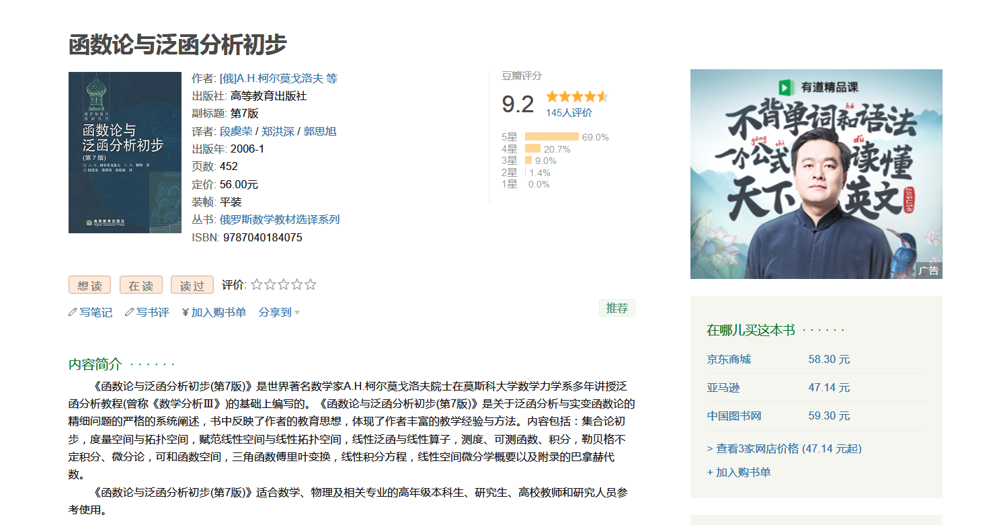 函数论与泛函分析初步
俄罗斯数学
教材选译
函数论与
泛函分析初步
(第7版)
高等教育出版社
Higher Education Press
作者: [俄]А.Н.柯尔莫戈洛夫 等
出版社: 高等教育出版社
副标题: 第7版
译者: 段虞荣 / 郑洪深 / 郭思旭
出版年: 2006-1
页数: 452
定价: 56.00元
装帧: 平装
丛书: 俄罗斯数学教材选译系列
ISBN: 9787040184075
豆瓣评分
9.2
145人评价
5星 69.0%
4星 20.7%
3星 9.0%
2星 1.4%
1星 0.0%
有道精品课
不背单词和语法
hé
gōng shì
dú
一个公式读懂
天下英文
ENGLISH
广告
想读 在读 读过 评价:
写笔记 写书评 ¥加入购书单 分享到
推荐
内容简介 · · · · · ·
《函数论与泛函分析初步(第7版)》是世界著名数学家А.Н.柯尔莫戈洛夫院士在莫斯科大学数学力学系多年讲授泛
函分析教程(曾称《数学分析Ⅲ》)的基础上编写的。《函数论与泛函分析初步(第7版)》是关于泛函分析与实变函数论的
精细问题的严格的系统阐述，书中反映了作者的教育思想，体现了作者丰富的教学经验与方法。内容包括：集合论初
步，度量空间与拓扑空间，赋范线性空间与线性拓扑空间，线性泛函与线性算子，测度、可测函数、积分，勒贝格不
定积分、微分论，可和函数空间，三角函数傅里叶变换，线性积分方程，线性空间微分学概要以及附录的巴拿赫代
数。
《函数论与泛函分析初步(第7版)》适合数学、物理及相关专业的高年级本科生、研究生、高校教师和研究人员参
考使用。
在哪儿买这本书 · · · · · ·
京东商城 58.30 元
亚马逊 47.14 元
中国图书网 59.30 元
> 查看3家网店价格 (47.14 元起)
+ 加入购书单